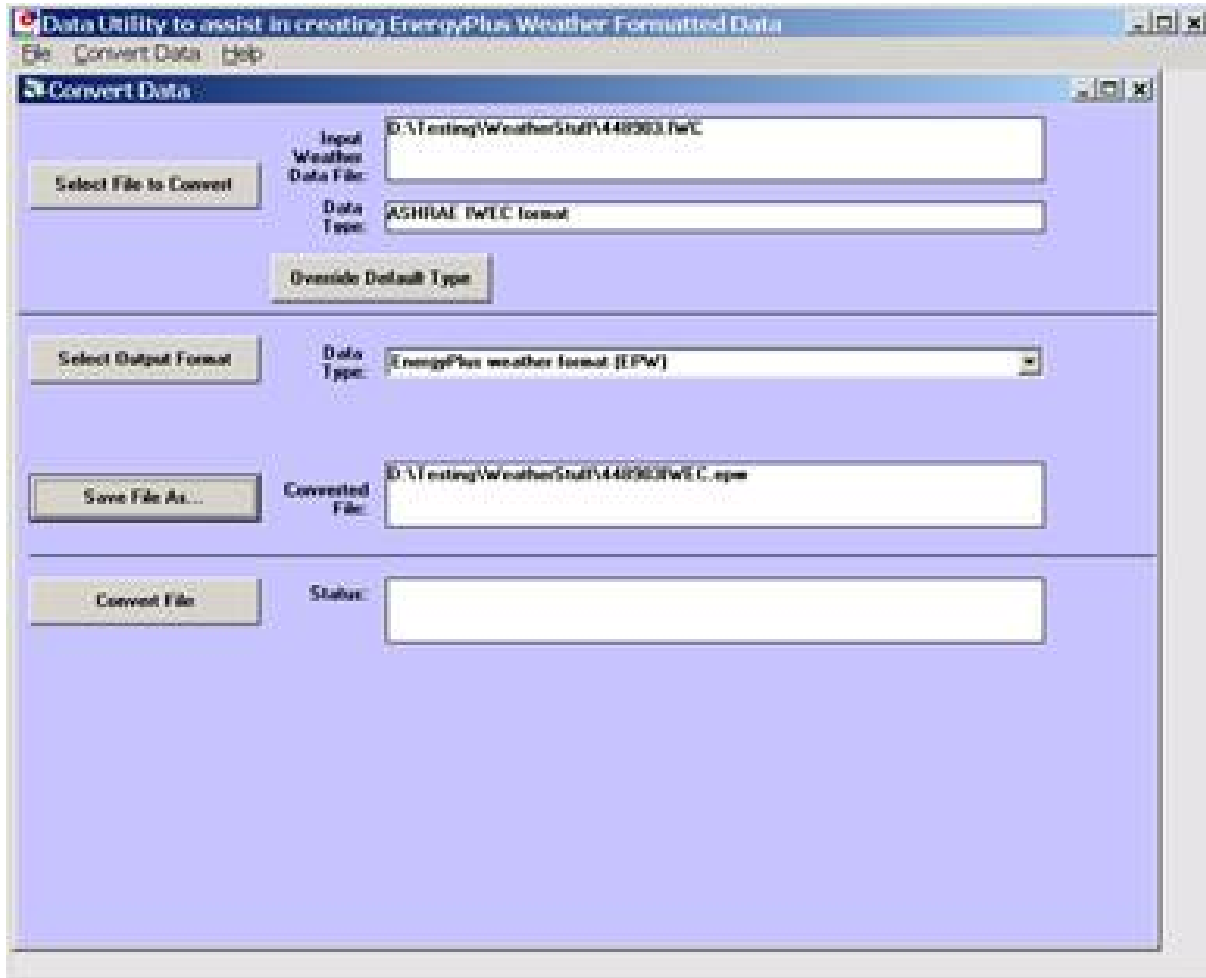 Data Utility to assist in creating EnergyPlus Weather Formatted Data
File Convert Data Help
Convert Data
Select File to Convert
Input
Weather
Data File:
D:\Testing\WeatherStuff\448903.IWC
Data
Type:
ASHRAE IWEC format
Override Default Type
Select Output Format
Data
Type:
EnergyPlus weather format (EPW)
Save File As...
Converted
File:
D:\Testing\WeatherStuff\448903IWEC.epw
Convert File
Status: